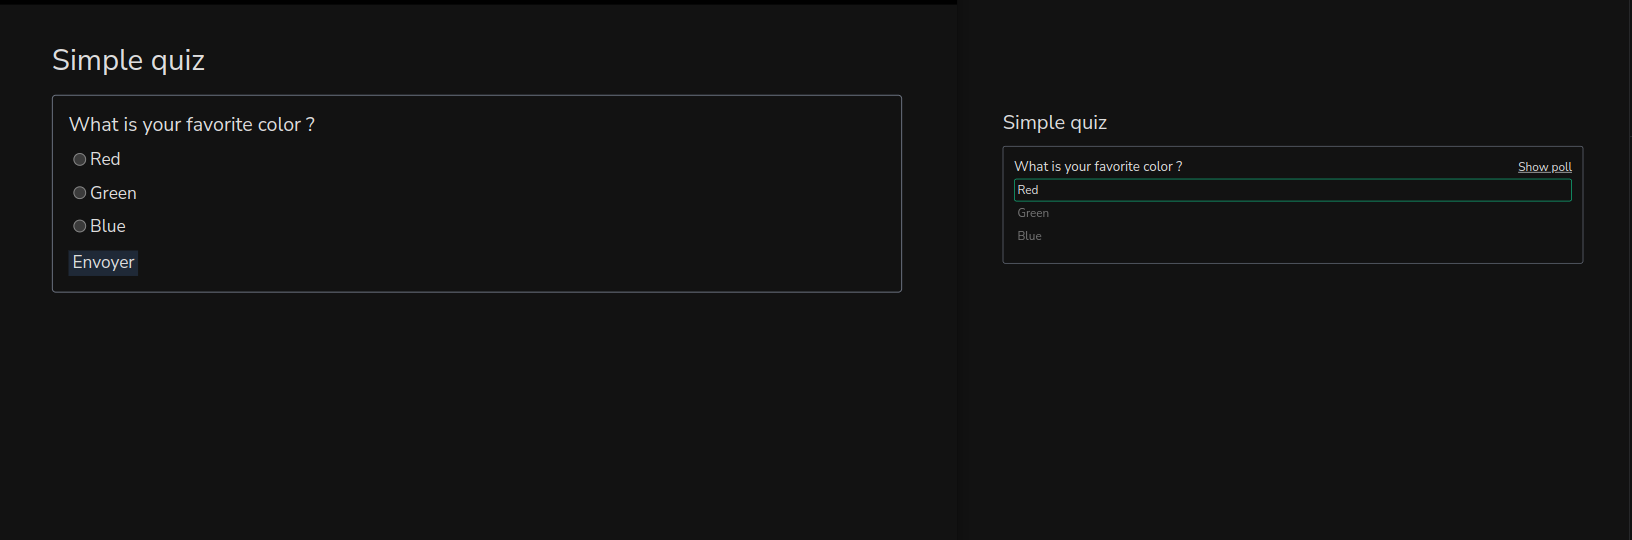 Simple quiz
What is your favorite color ?
Red
Green
Blue
Envoyer
Simple quiz
What is your favorite color ? Show poll
Red
Green
Blue